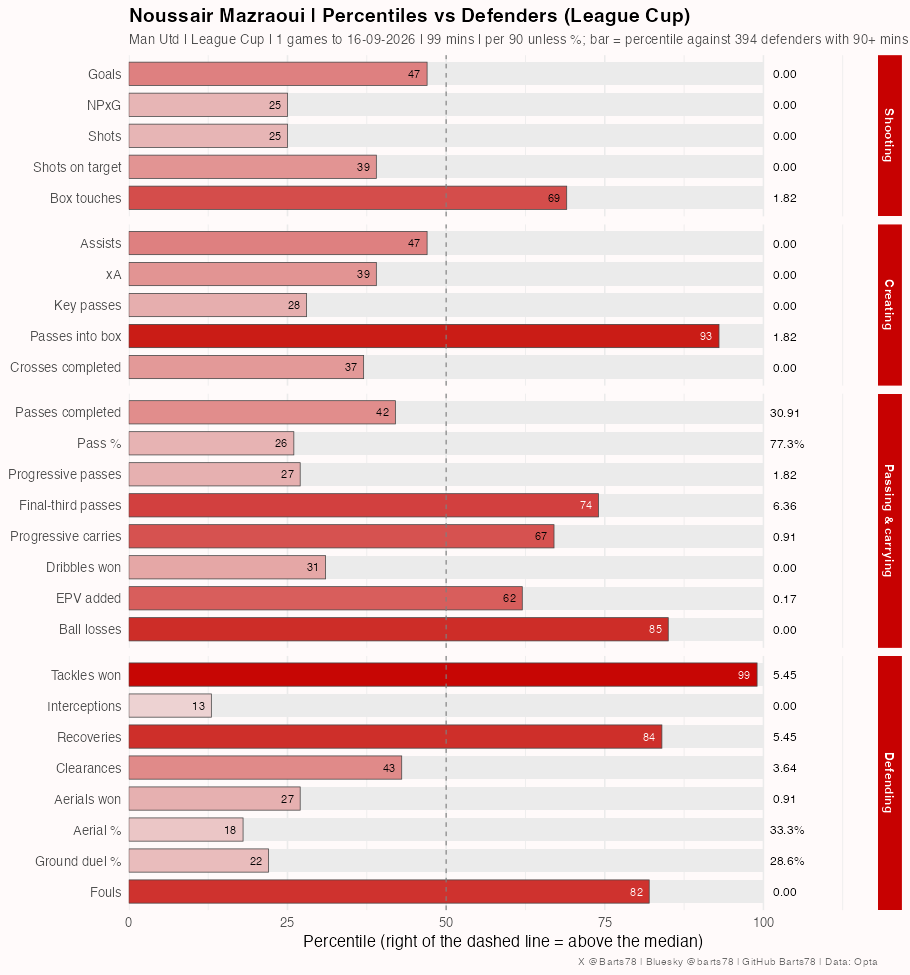 Noussair Mazraoui | Percentiles vs Defenders (League Cup)
Man Utd | League Cup | 1 games to 16-09-2026 | 99 mins | per 90 unless %; bar = percentile against 394 defenders with 90+ mins
Shooting
Goals 47 0.00
NPxG 25 0.00
Shots 25 0.00
Shots on target 39 0.00
Box touches 69 1.82
Creating
Assists 47 0.00
xA 39 0.00
Key passes 28 0.00
Passes into box 93 1.82
Crosses completed 37 0.00
Passing & carrying
Passes completed 42 30.91
Pass % 26 77.3%
Progressive passes 27 1.82
Final-third passes 74 6.36
Progressive carries 67 0.91
Dribbles won 31 0.00
EPV added 62 0.17
Ball losses 85 0.00
Defending
Tackles won 99 5.45
Interceptions 13 0.00
Recoveries 84 5.45
Clearances 43 3.64
Aerials won 27 0.91
Aerial % 18 33.3%
Ground duel % 22 28.6%
Fouls 82 0.00
0 25 50 75 100
Percentile (right of the dashed line = above the median)
X @Barts78 | Bluesky @barts78 | GitHub Barts78 | Data: Opta